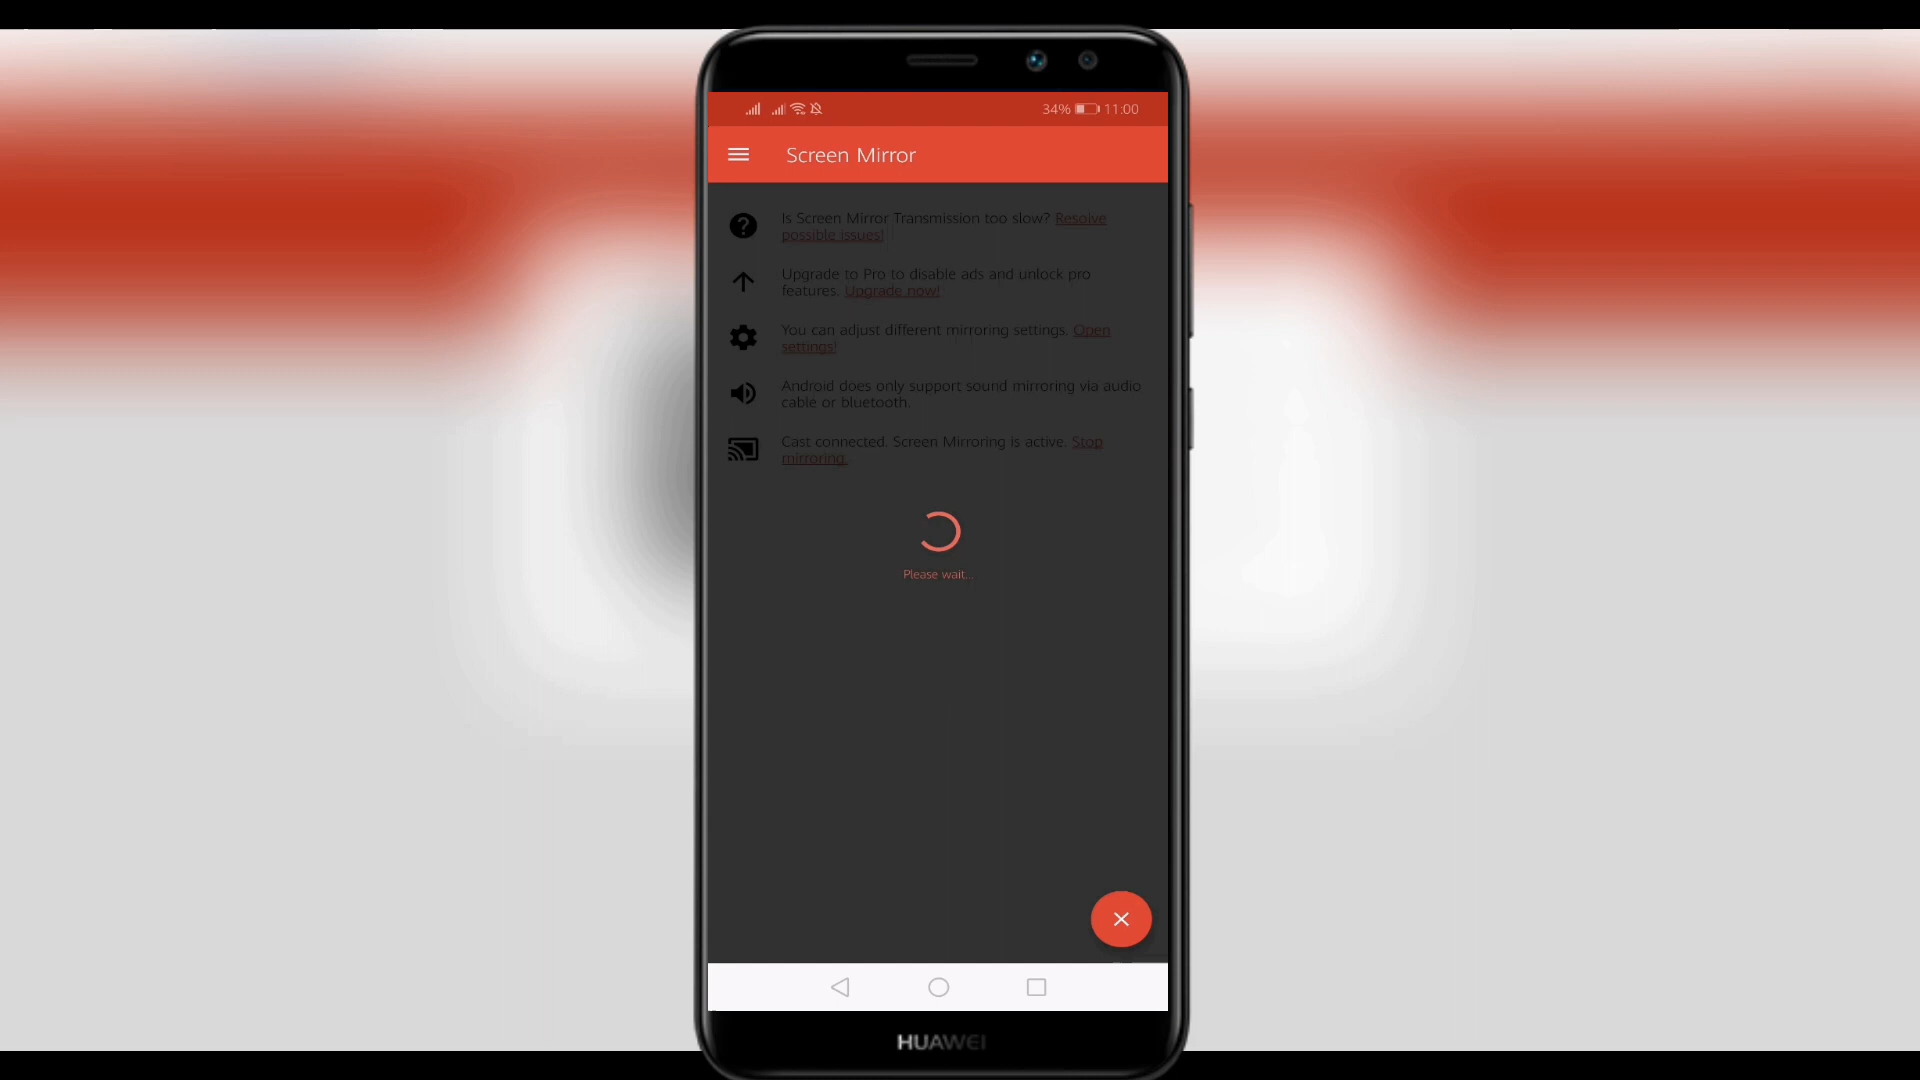 34% 11:00
Screen Mirror
Is Screen Mirror Transmission too slow? Resolve
possible issues!
Upgrade to Pro to disable ads and unlock pro
features. Upgrade now!
You can adjust different mirroring settings. Open
settings!
Android does only support sound mirroring via audio
cable or bluetooth.
Cast connected. Screen Mirroring is active. Stop
mirroring.
Please wait...
HUAWEI